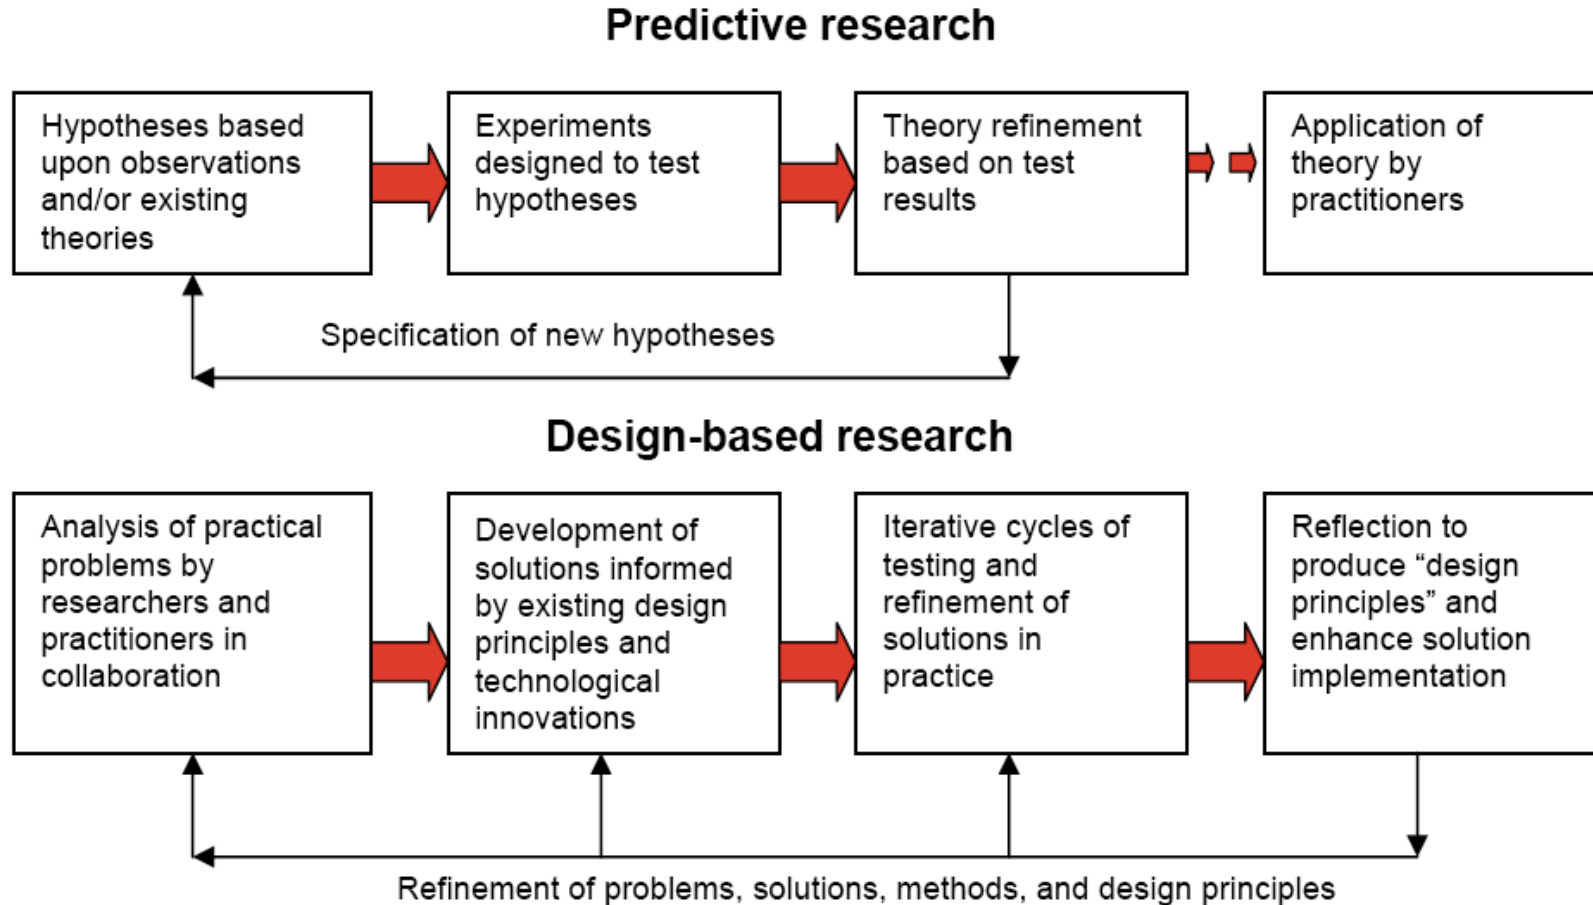 Predictive research
Hypotheses based
upon observations
and/or existing
theories
Experiments
designed to test
hypotheses
Theory refinement
based on test
results
Application of
theory by
practitioners
Specification of new hypotheses
Design-based research
Analysis of practical
problems by
researchers and
practitioners in
collaboration
Development of
solutions informed
by existing design
principles and
technological
innovations
Iterative cycles of
testing and
refinement of
solutions in
practice
Reflection to
produce “design
principles” and
enhance solution
implementation
Refinement of problems, solutions, methods, and design principles